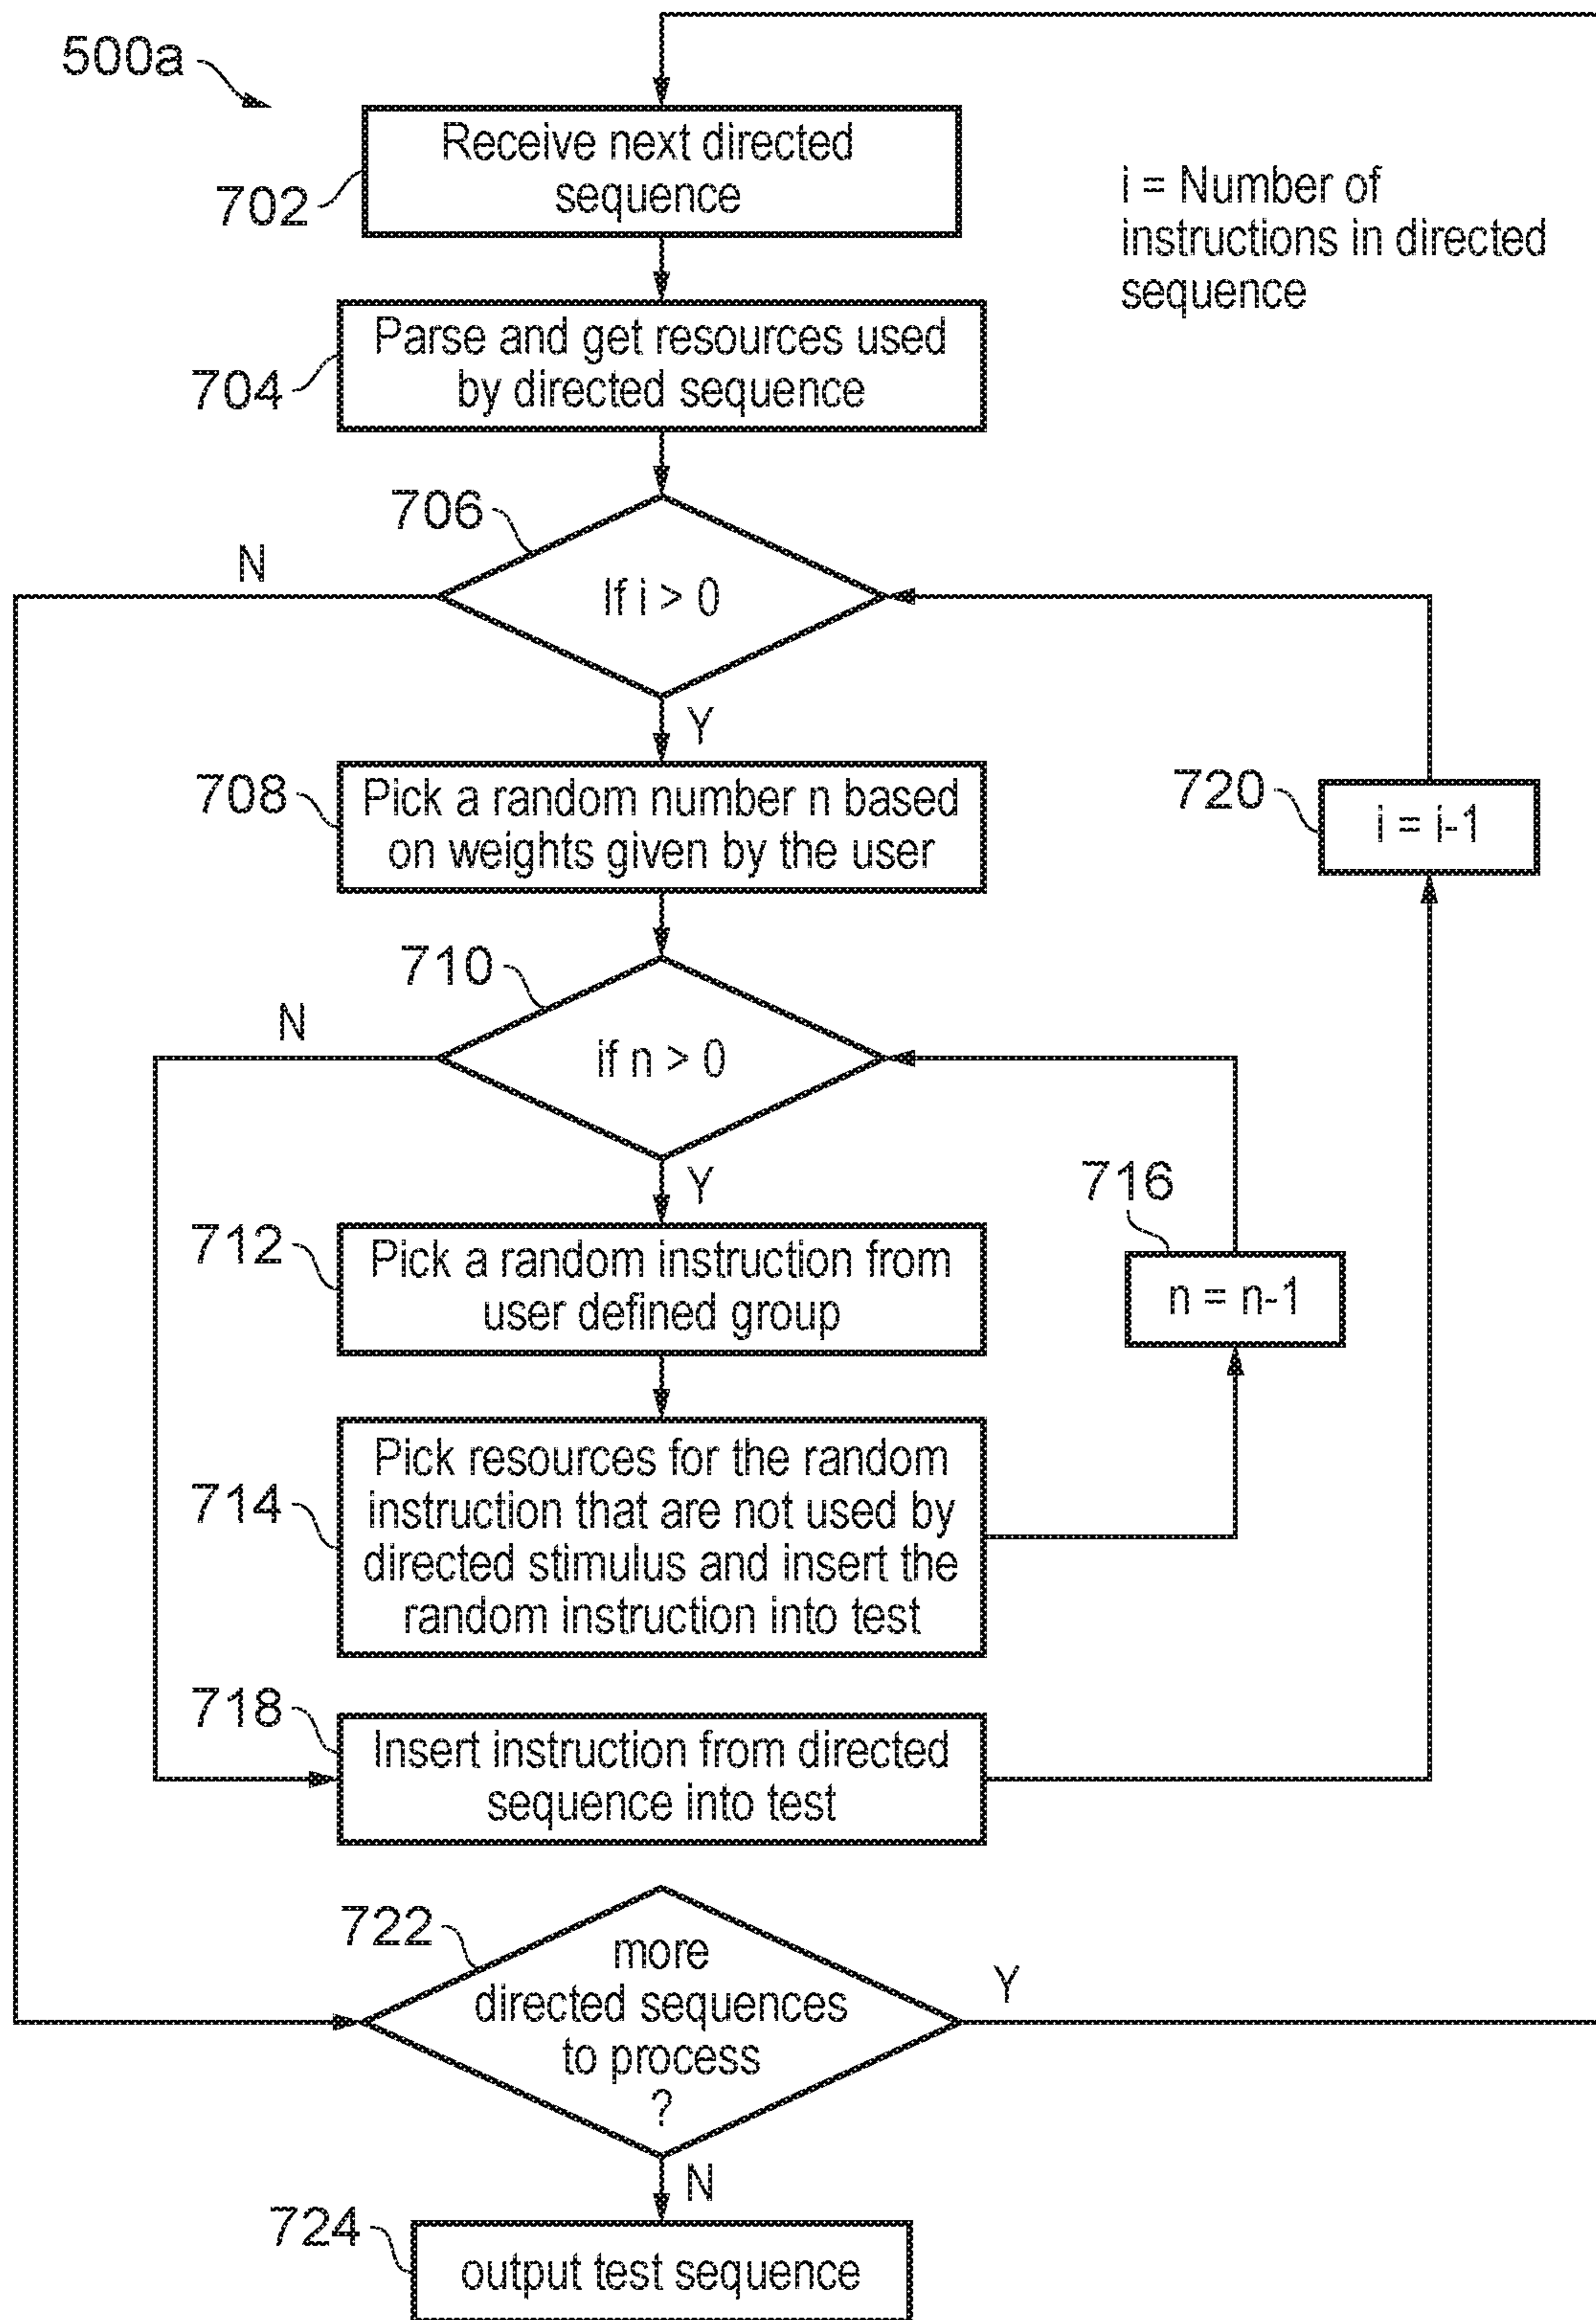 500a
Receive next directed
sequence
702
i = Number of
instructions in directed
sequence
Parse and get resources used
by directed sequence
704
706
N
If i > 0
Y
708
Pick a random number n based
on weights given by the user
720
i = i-1
710
N
if n > 0
Y
716
712
Pick a random instruction from
user defined group
n = n-1
714
Pick resources for the random
instruction that are not used by
directed stimulus and insert the
random instruction into test
718
Insert instruction from directed
sequence into test
722
more
directed sequences
to process
?
Y
N
724
output test sequence